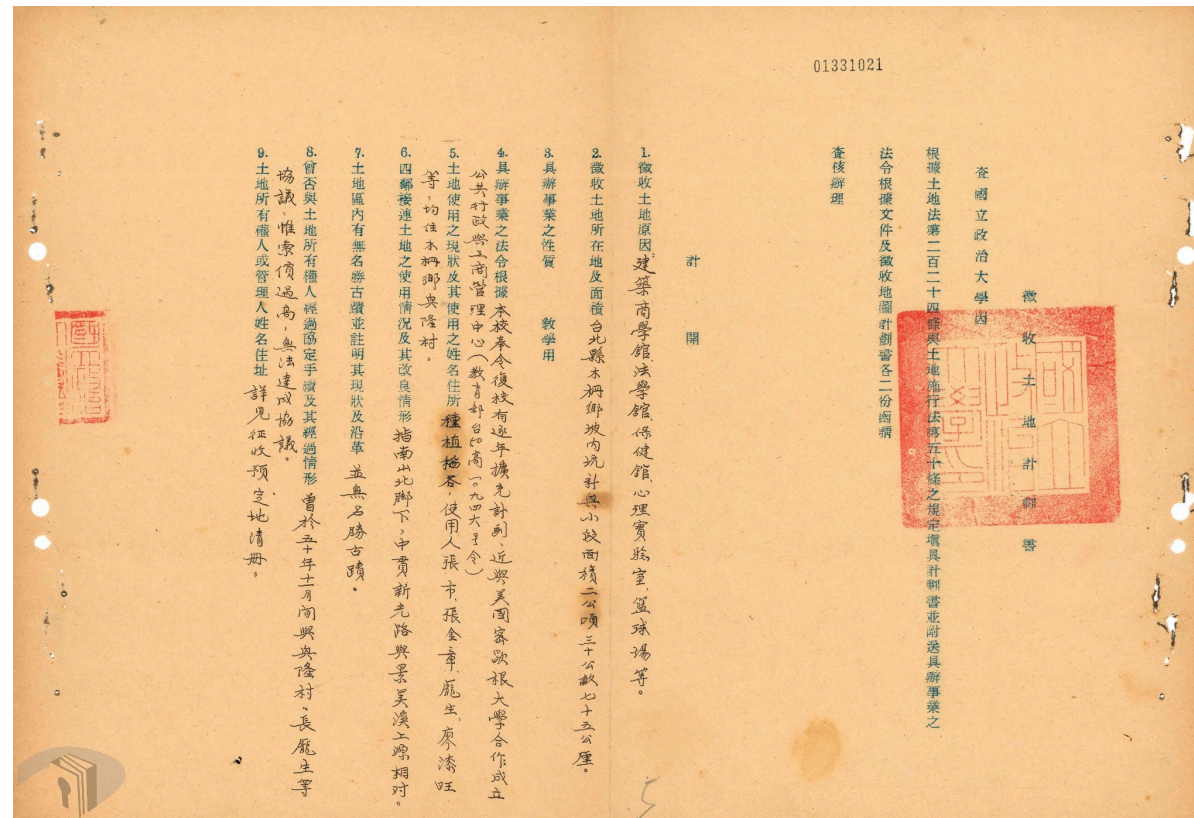 01331021
徵收土地計劃書
查國立政治大學因
根據土地法第二百二十四條與土地施行法第五十條之規定填具計劃書並附送具辦事業之
法令根據文件及徵收地圖計劃書各二份函請
查核辦理
計開
1.徵收土地原因建築商學館、法學館、保健館、心理實驗室、籃球場等。
2.徵收土地所在地及面積台北縣木柵鄉坡內坑計與小段面積二公頃三十公畝七十五公厘。
3.具辦事業之性質 教學用
4.具辦事業之法令根據本校奉令復校有逐年擴充計劃、近與美國密歇根大學合作成立
公共行政與工商管理中心(教育部台50高一〇九四六号令)
5.土地使用之現狀及其使用之姓名住所種植、使用人張市、張金章、龎生、廖漆旺
等,均住木柵鄉興隆村。
6.四鄰接連土地之使用情況及其改良情形 指南山北脚下,中貫新光路與景美溪上源相对。
7.土地區內有無名勝古蹟並註明其現狀及沿革 並無名勝古蹟。
8.曾否與土地所有權人經過協定手續及其經過情形 曾於五十年十一月間與興隆村長龎生等
協議,惟索價過高,無法達成協議。
9.土地所有權人或管理人姓名住址 詳見征收預定地清冊。
5